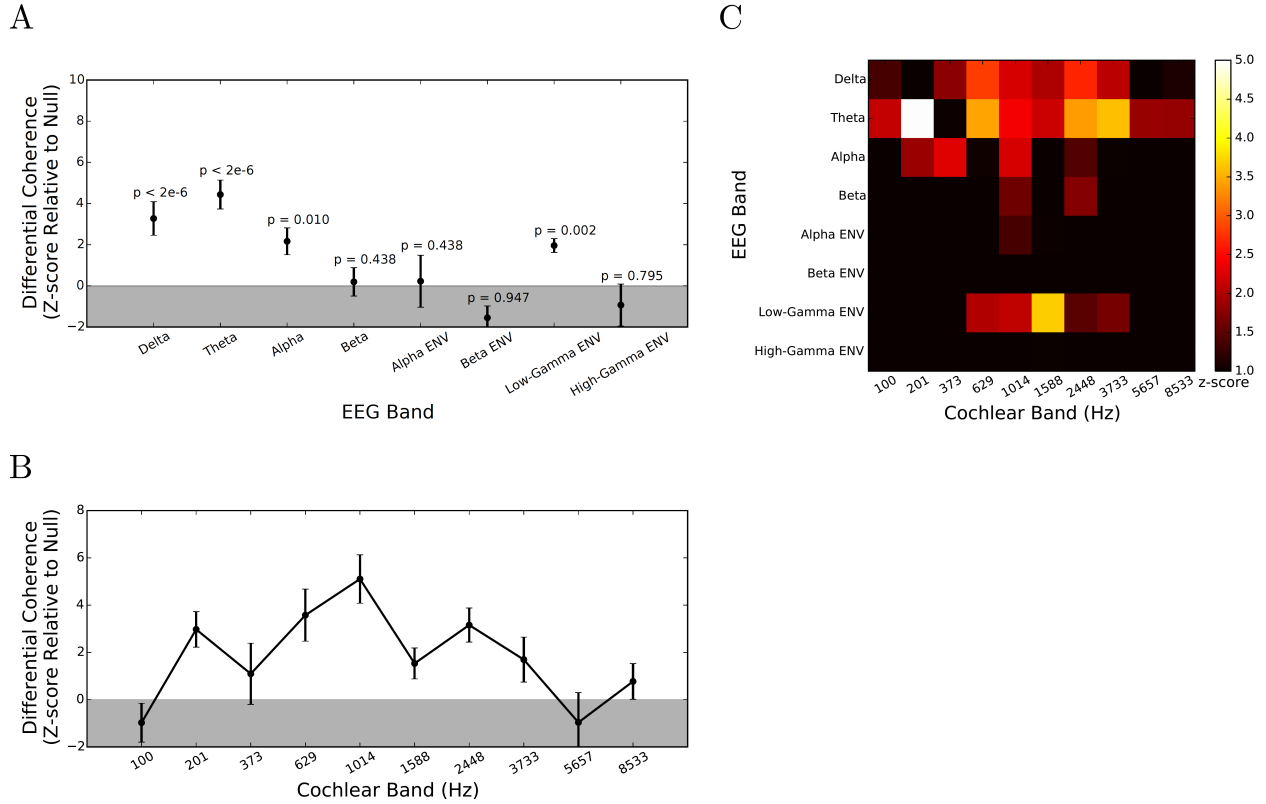 A
Differential Coherence
(Z-score Relative to Null)
10
8
6
4
2
0
−2
p < 2e-6
p < 2e-6
p = 0.010
p = 0.438
p = 0.438
p = 0.947
p = 0.002
p = 0.795
Delta
Theta
Alpha
Beta
Alpha ENV
Beta ENV
Low-Gamma ENV
High-Gamma ENV
EEG Band
B
Differential Coherence
(Z-score Relative to Null)
8
6
4
2
0
−2
100
201
373
629
1014
1588
2448
3733
5657
8533
Cochlear Band (Hz)
C
EEG Band
Delta
Theta
Alpha
Beta
Alpha ENV
Beta ENV
Low-Gamma ENV
High-Gamma ENV
100
201
373
629
1014
1588
2448
3733
5657
8533
Cochlear Band (Hz)
5.0
4.5
4.0
3.5
3.0
2.5
2.0
1.5
1.0
z-score